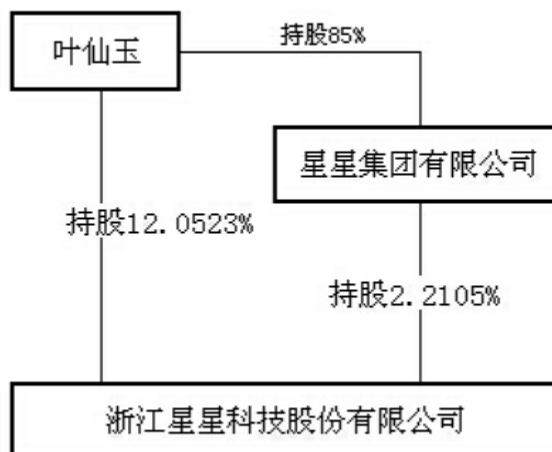 叶仙玉
持股85%
星星集团有限公司
持股12.0523%
持股2.2105%
浙江星星科技股份有限公司